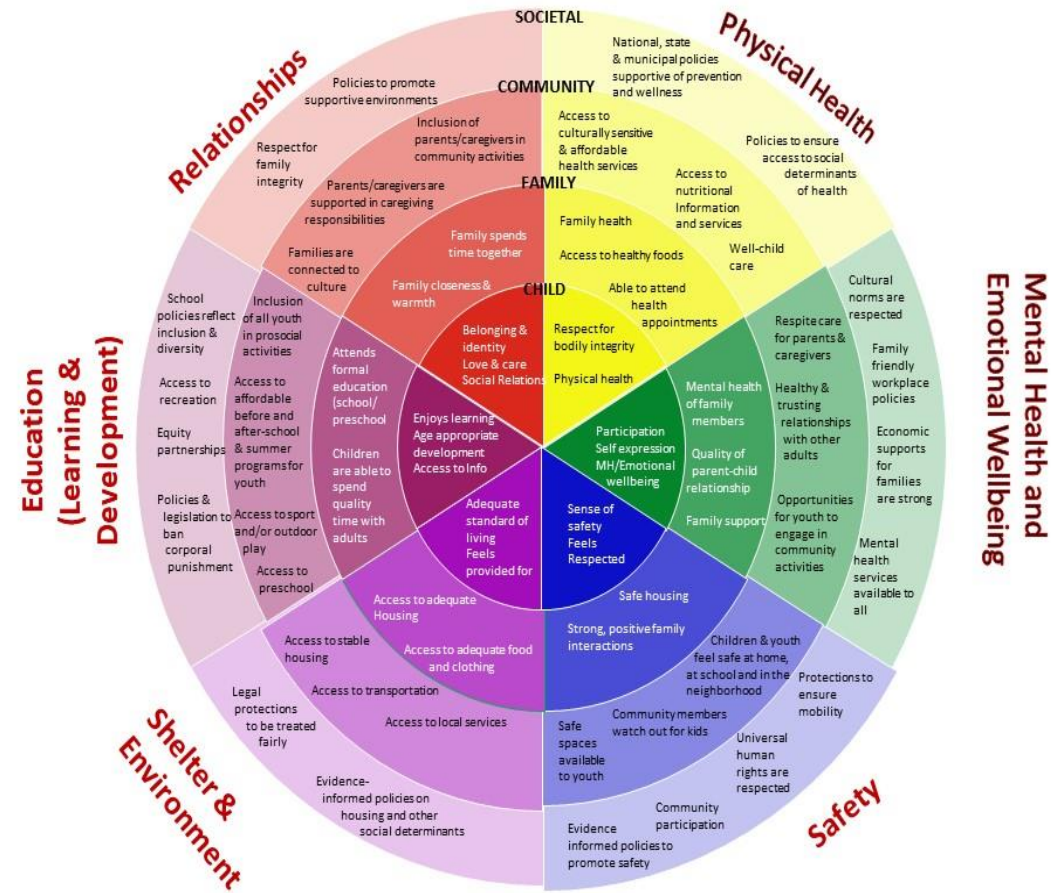 SOCIETAL
COMMUNITY
FAMILY
CHILD
Relationships
Policies to promote
supportive environments
Respect for
family
integrity
Inclusion of
parents/caregivers in
community activities
Parents/caregivers are
supported in caregiving
responsibilities
Families are
connected to
culture
Family spends
time together
Family closeness &
warmth
Belonging &
identity
Love & care
Social Relations
Physical Health
National, state
& municipal policies
supportive of prevention
and wellness
Policies to ensure
access to social
determinants
of health
Access to
culturally sensitive
& affordable
health services
Access to
nutritional
Information
and services
Well-child
care
Family health
Access to healthy foods
Able to attend
health
appointments
Respect for
bodily integrity
Physical health
Mental Health and
Emotional Wellbeing
Cultural
norms are
respected
Family
friendly
workplace
policies
Economic
supports
for
families
are strong
Mental
health
services
available to
all
Respite care
for parents &
caregivers
Healthy &
trusting
relationships
with other
adults
Opportunities
for youth to
engage in
community
activities
Mental health
of family
members
Quality of
parent-child
relationship
Family support
Participation
Self expression
MH/Emotional
wellbeing
Safety
Sense of
safety
Feels
Respected
Safe housing
Strong, positive family
interactions
Children & youth
feel safe at home,
at school and in the
neighborhood
Community members
watch out for kids
Safe
spaces
available
to youth
Protections to
ensure
mobility
Universal
human
rights are
respected
Community
participation
Evidence
informed policies to
promote safety
Shelter &
Environment
Adequate
standard of
living
Feels
provided for
Access to adequate
Housing
Access to adequate food
and clothing
Access to stable
housing
Access to transportation
Access to local services
Legal
protections
to be treated
fairly
Evidence-
informed policies on
housing and other
social determinants
Education
(Learning &
Development)
School
policies reflect
inclusion &
diversity
Access to
recreation
Equity
partnerships
Policies &
legislation to
ban
corporal
punishment
Inclusion
of all youth
in prosocial
activities
Access to
affordable
before and
after-school
& summer
programs for
youth
Access to sport
and/or outdoor
play
Access to
preschool
Attends
formal
education
(school/
preschool
Children
are able to
spend
quality
time with
adults
Enjoys learning
Age appropriate
development
Access to Info